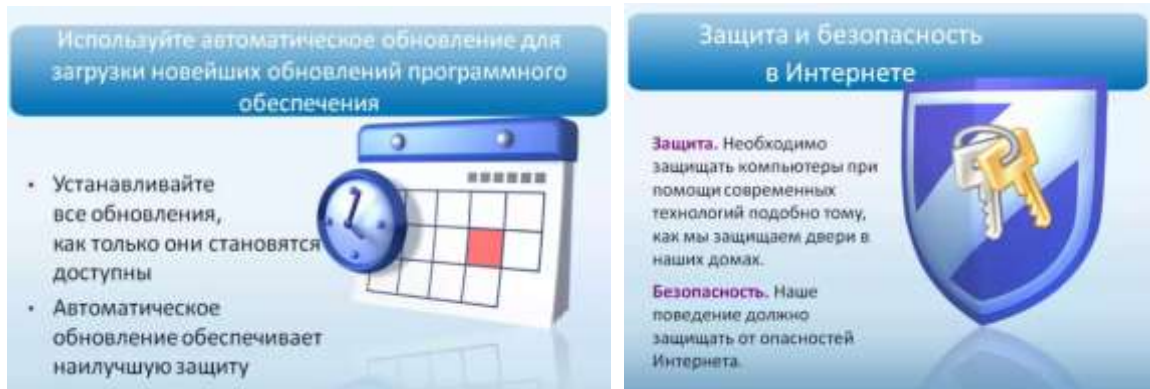 Используйте автоматическое обновление для
загрузки новейших обновлений программного
обеспечения
• Устанавливайте
все обновления,
как только они становятся
доступны
• Автоматическое
обновление обеспечивает
наилучшую защиту
Защита и безопасность
в Интернете
Защита. Необходимо
защищать компьютеры при
помощи современных
технологий подобно тому,
как мы защищаем двери в
наших домах.
Безопасность. Наше
поведение должно
защищать от опасностей
Интернета.